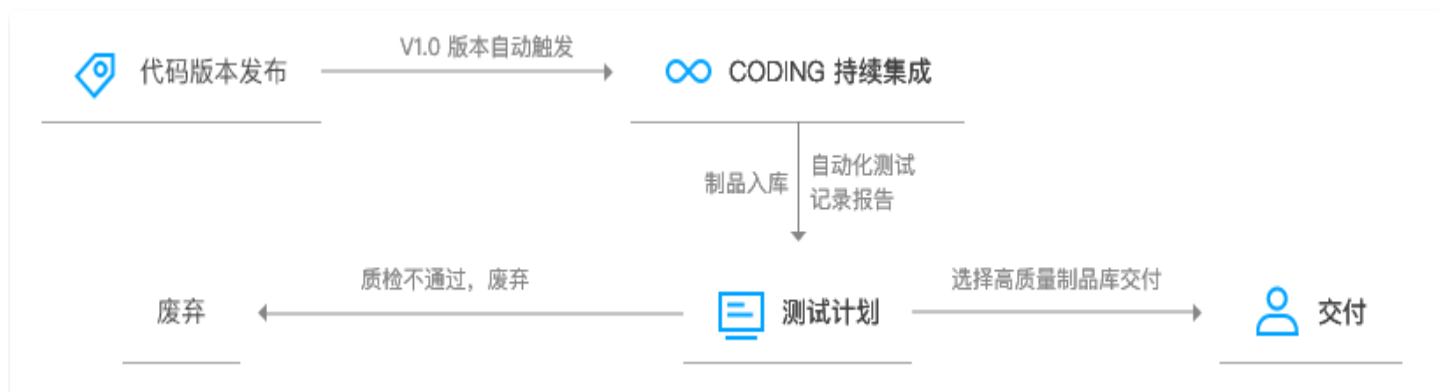 V1.0 版本自动触发
代码版本发布
CODING 持续集成
制品入库
自动化测试
记录报告
质检不通过，废弃
选择高质量制品库交付
废弃
测试计划
交付